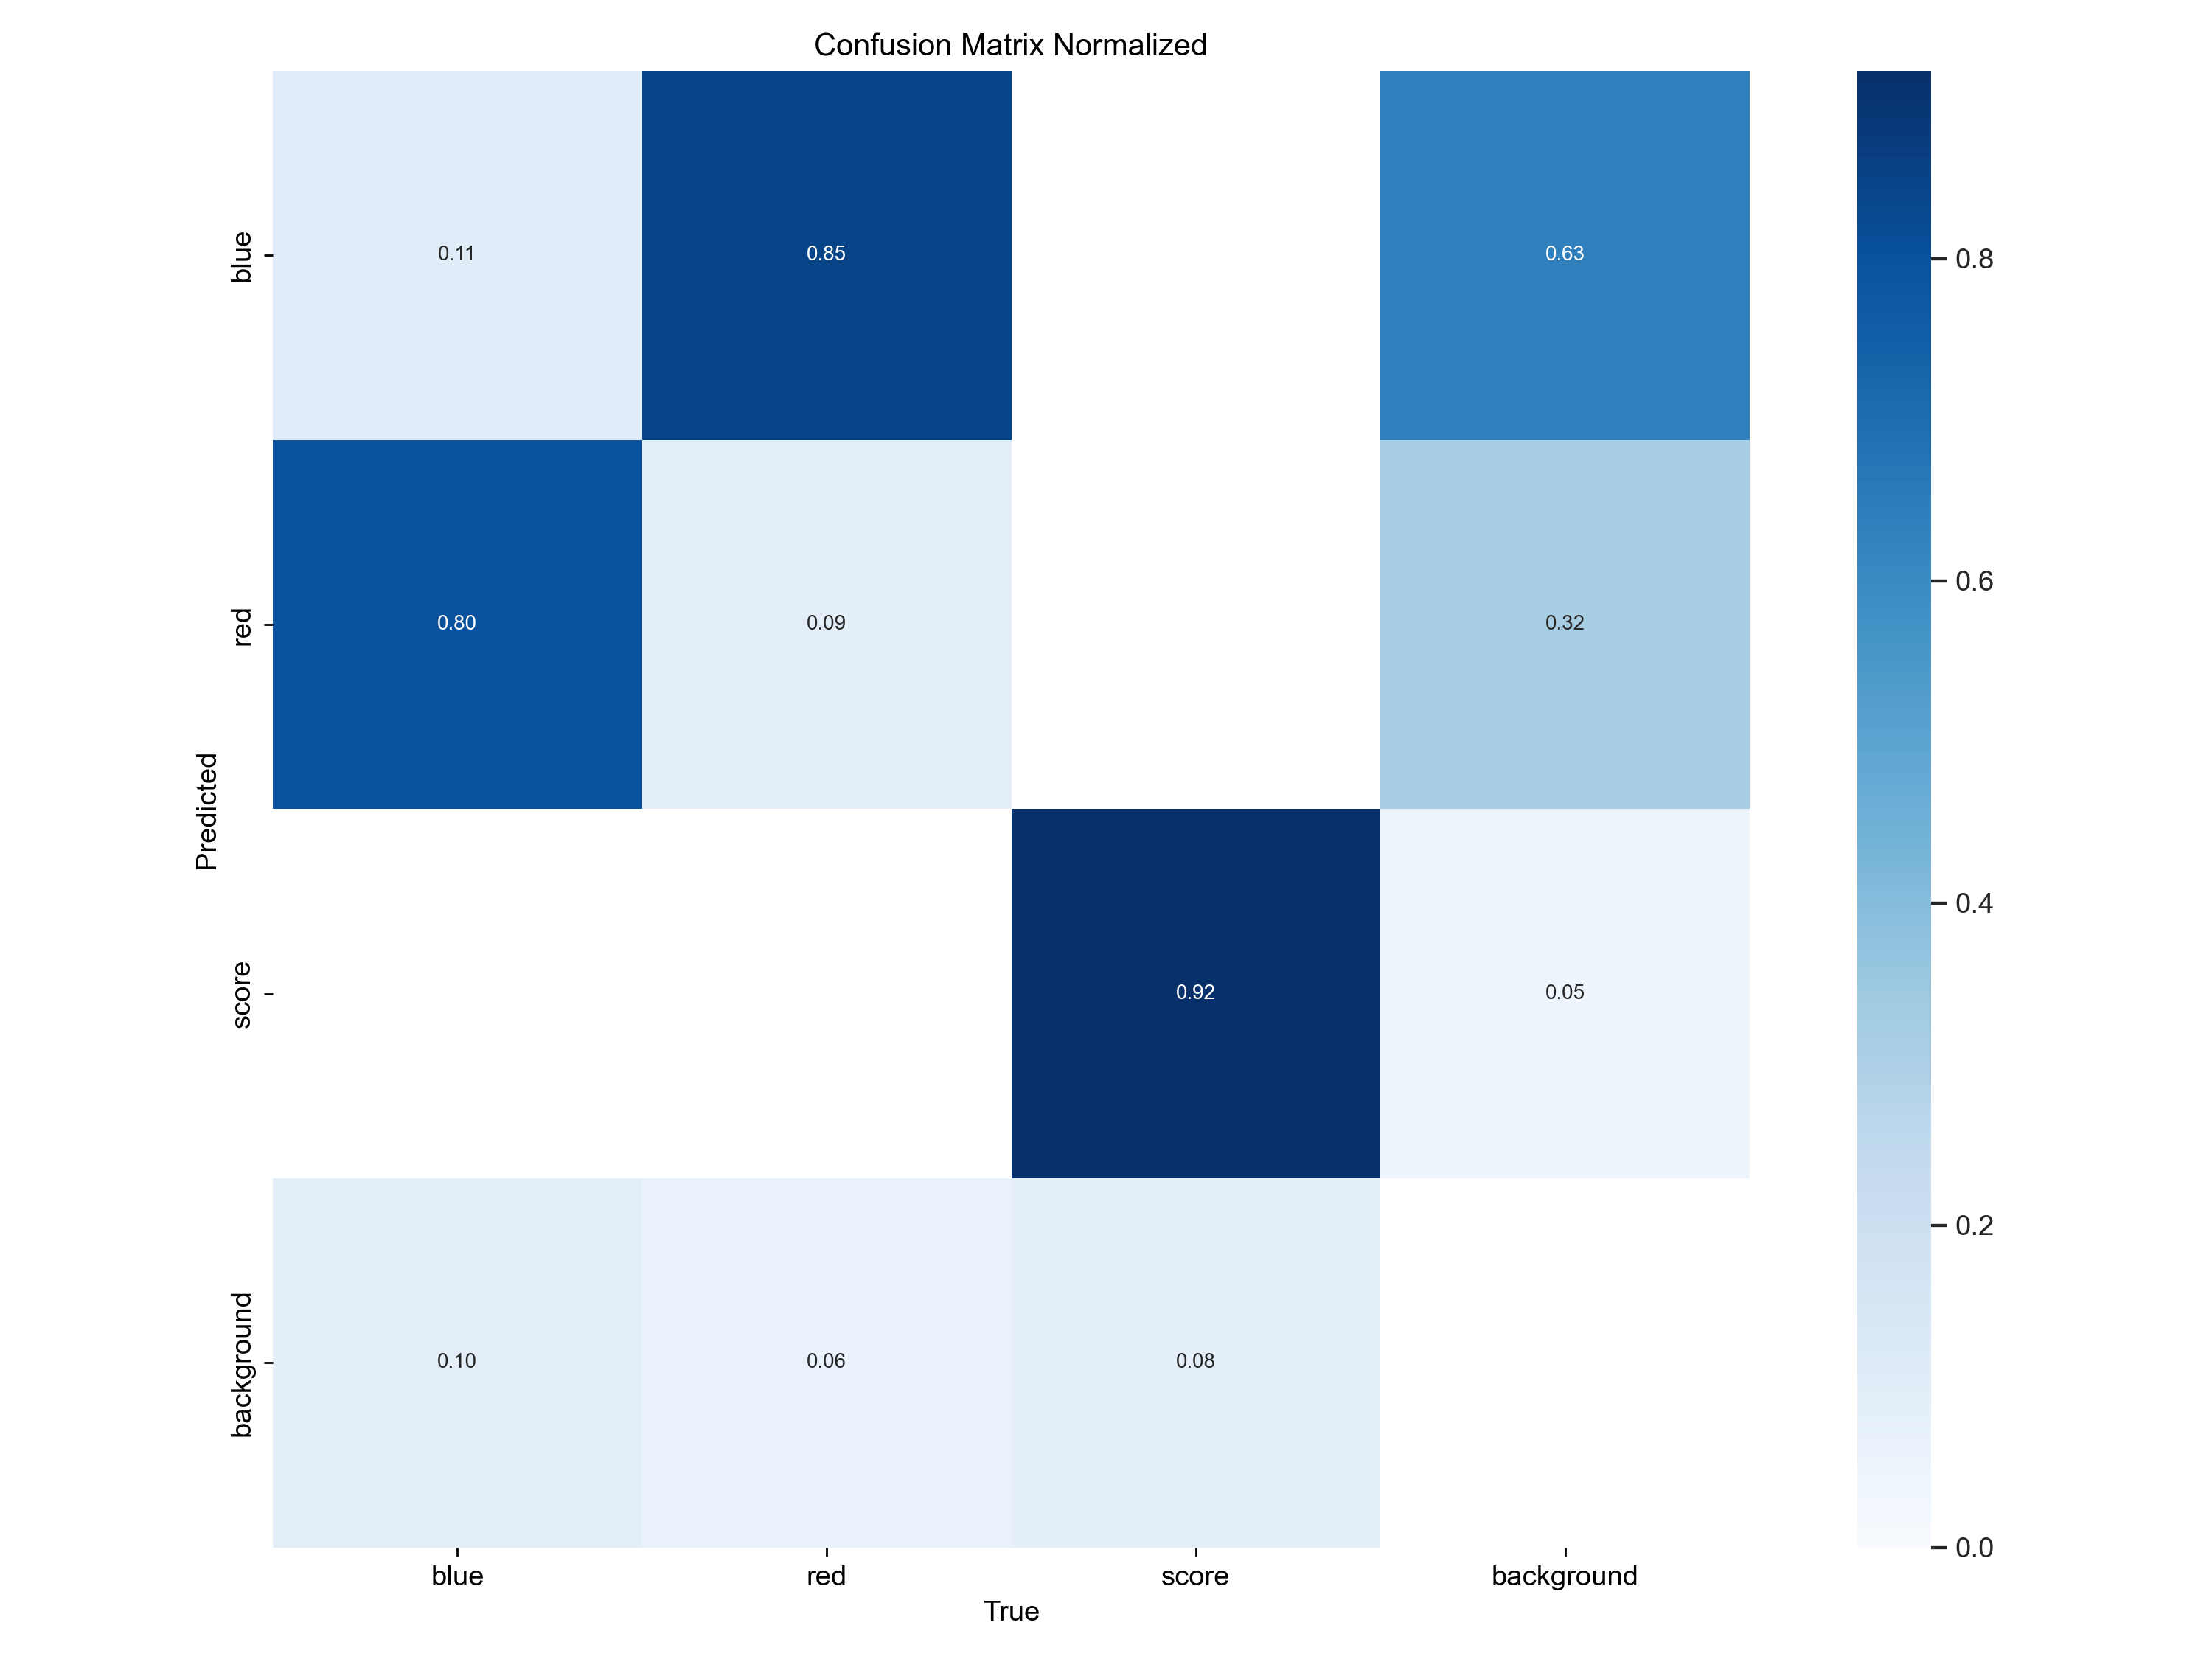 Confusion Matrix Normalized
blue
0.11
0.85
0.63
0.8
red
0.80
0.09
0.32
0.6
Predicted
score
0.92
0.05
0.4
background
0.10
0.06
0.08
0.2
0.0
blue
red
score
background
True